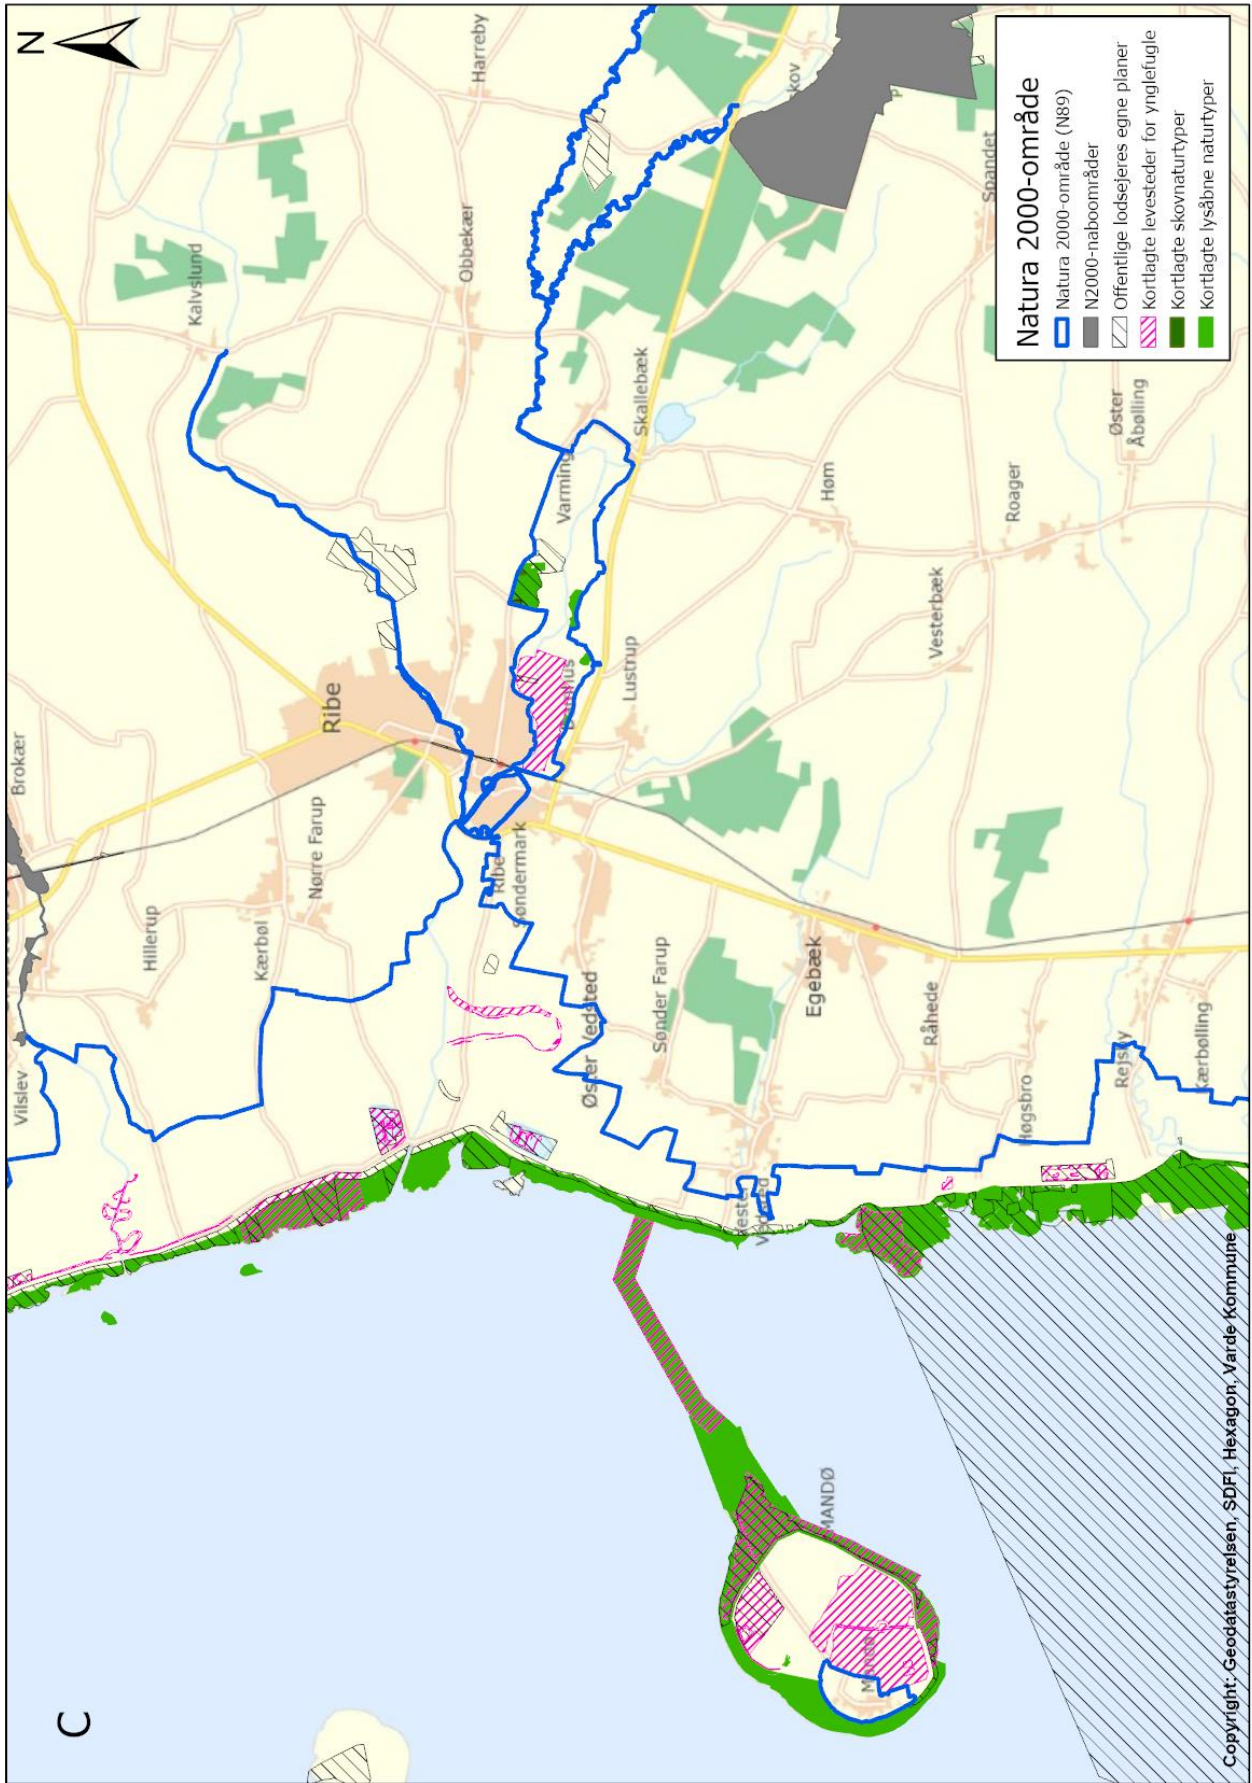 C
N
Vilslev
Brokær
Hillerup
Kalvslund
Kærbøl
Nørre Farup
Ribe
Obbekær
Harreby
Ribe
Søndermark
Varming
Øster Vedsted
Lustrup
Skallebæk
Sønder Farup
kov
Egebæk
Høm
MANDØ
Råhede
Vesterbæk
Spandet
Roager
Høgsbro
Rejsby
Kærbølling
Øster
Åbølling
Natura 2000-område
Natura 2000-område (N89)
N2000-naboområder
Offentlige lodsejeres egne planer
Kortlagte levesteder for ynglefugle
Kortlagte skovnaturtyper
Kortlagte lysåbne naturtyper
Copyright: Geodatastyrelsen, SDFI, Hexagon, Varde Kommune